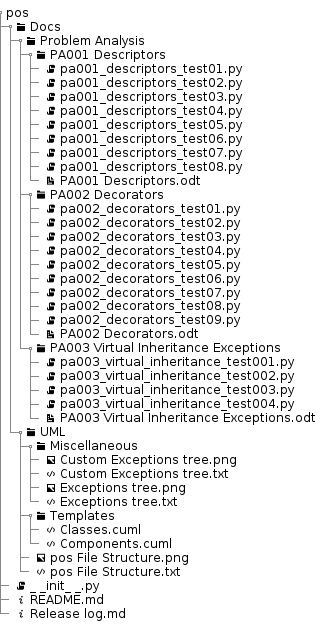 pos
Docs
Problem Analysis
PA001 Descriptors
pa001_descriptors_test01.py
pa001_descriptors_test02.py
pa001_descriptors_test03.py
pa001_descriptors_test04.py
pa001_descriptors_test05.py
pa001_descriptors_test06.py
pa001_descriptors_test07.py
pa001_descriptors_test08.py
PA001 Descriptors.odt
PA002 Decorators
pa002_decorators_test01.py
pa002_decorators_test02.py
pa002_decorators_test03.py
pa002_decorators_test04.py
pa002_decorators_test05.py
pa002_decorators_test06.py
pa002_decorators_test07.py
pa002_decorators_test08.py
pa002_decorators_test09.py
PA002 Decorators.odt
PA003 Virtual Inheritance Exceptions
pa003_virtual_inheritance_test001.py
pa003_virtual_inheritance_test002.py
pa003_virtual_inheritance_test003.py
pa003_virtual_inheritance_test004.py
PA003 Virtual Inheritance Exceptions.odt
UML
Miscellaneous
Custom Exceptions tree.png
Custom Exceptions tree.txt
Exceptions tree.png
Exceptions tree.txt
Templates
Classes.cuml
Components.cuml
pos File Structure.png
pos File Structure.txt
_ _init_ _.py
README.md
Release log.md